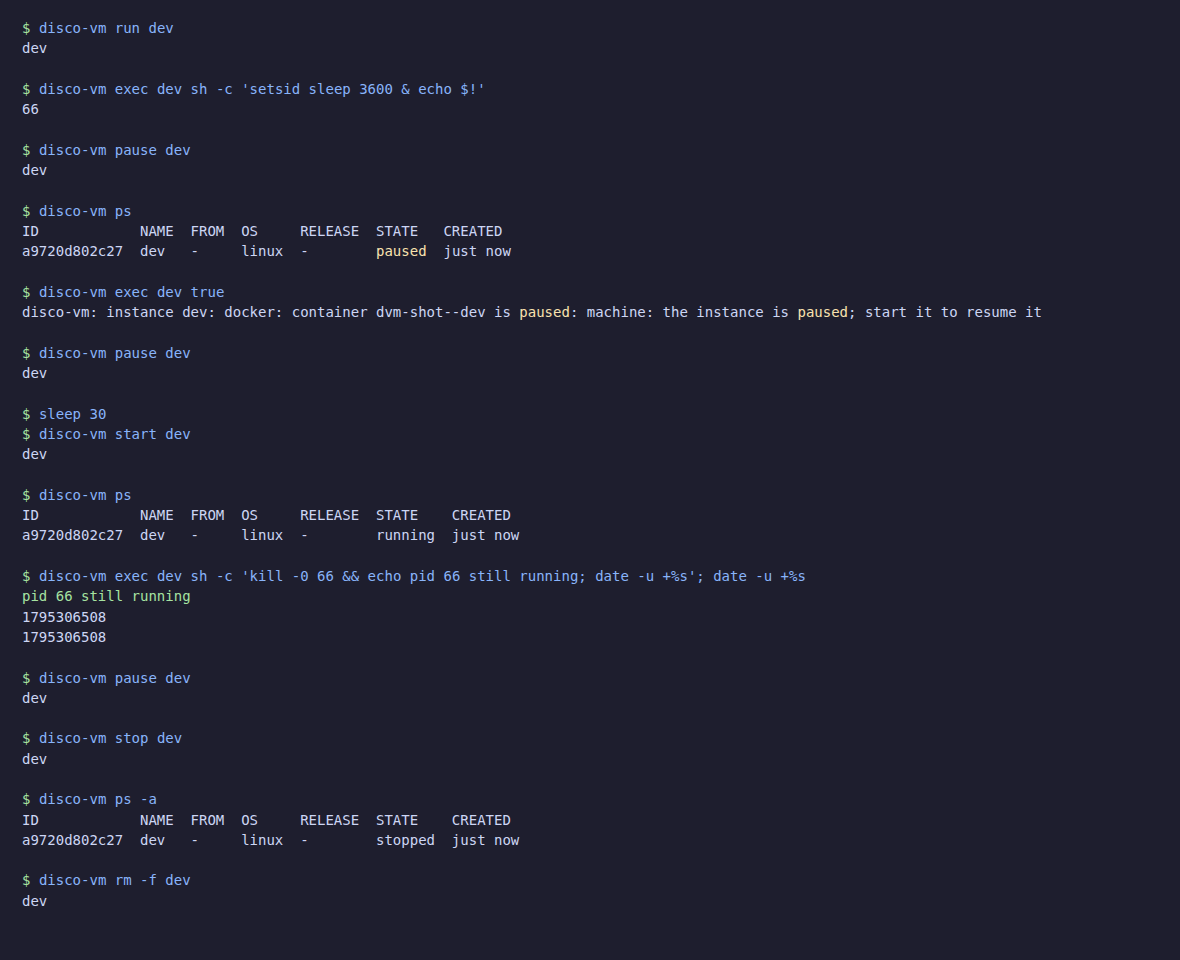 $ disco-vm run dev
dev
$ disco-vm exec dev sh -c 'setsid sleep 3600 & echo $!'
66
$ disco-vm pause dev
dev
$ disco-vm ps
ID            NAME  FROM  OS     RELEASE  STATE   CREATED
a9720d802c27  dev   -     linux  -        paused  just now
$ disco-vm exec dev true
disco-vm: instance dev: docker: container dvm-shot--dev is paused: machine: the instance is paused; start it to resume it
$ disco-vm pause dev
dev
$ sleep 30
$ disco-vm start dev
dev
$ disco-vm ps
ID            NAME  FROM  OS     RELEASE  STATE    CREATED
a9720d802c27  dev   -     linux  -        running  just now
$ disco-vm exec dev sh -c 'kill -0 66 && echo pid 66 still running; date -u +%s'; date -u +%s
pid 66 still running
1795306508
1795306508
$ disco-vm pause dev
dev
$ disco-vm stop dev
dev
$ disco-vm ps -a
ID            NAME  FROM  OS     RELEASE  STATE    CREATED
a9720d802c27  dev   -     linux  -        stopped  just now
$ disco-vm rm -f dev
dev